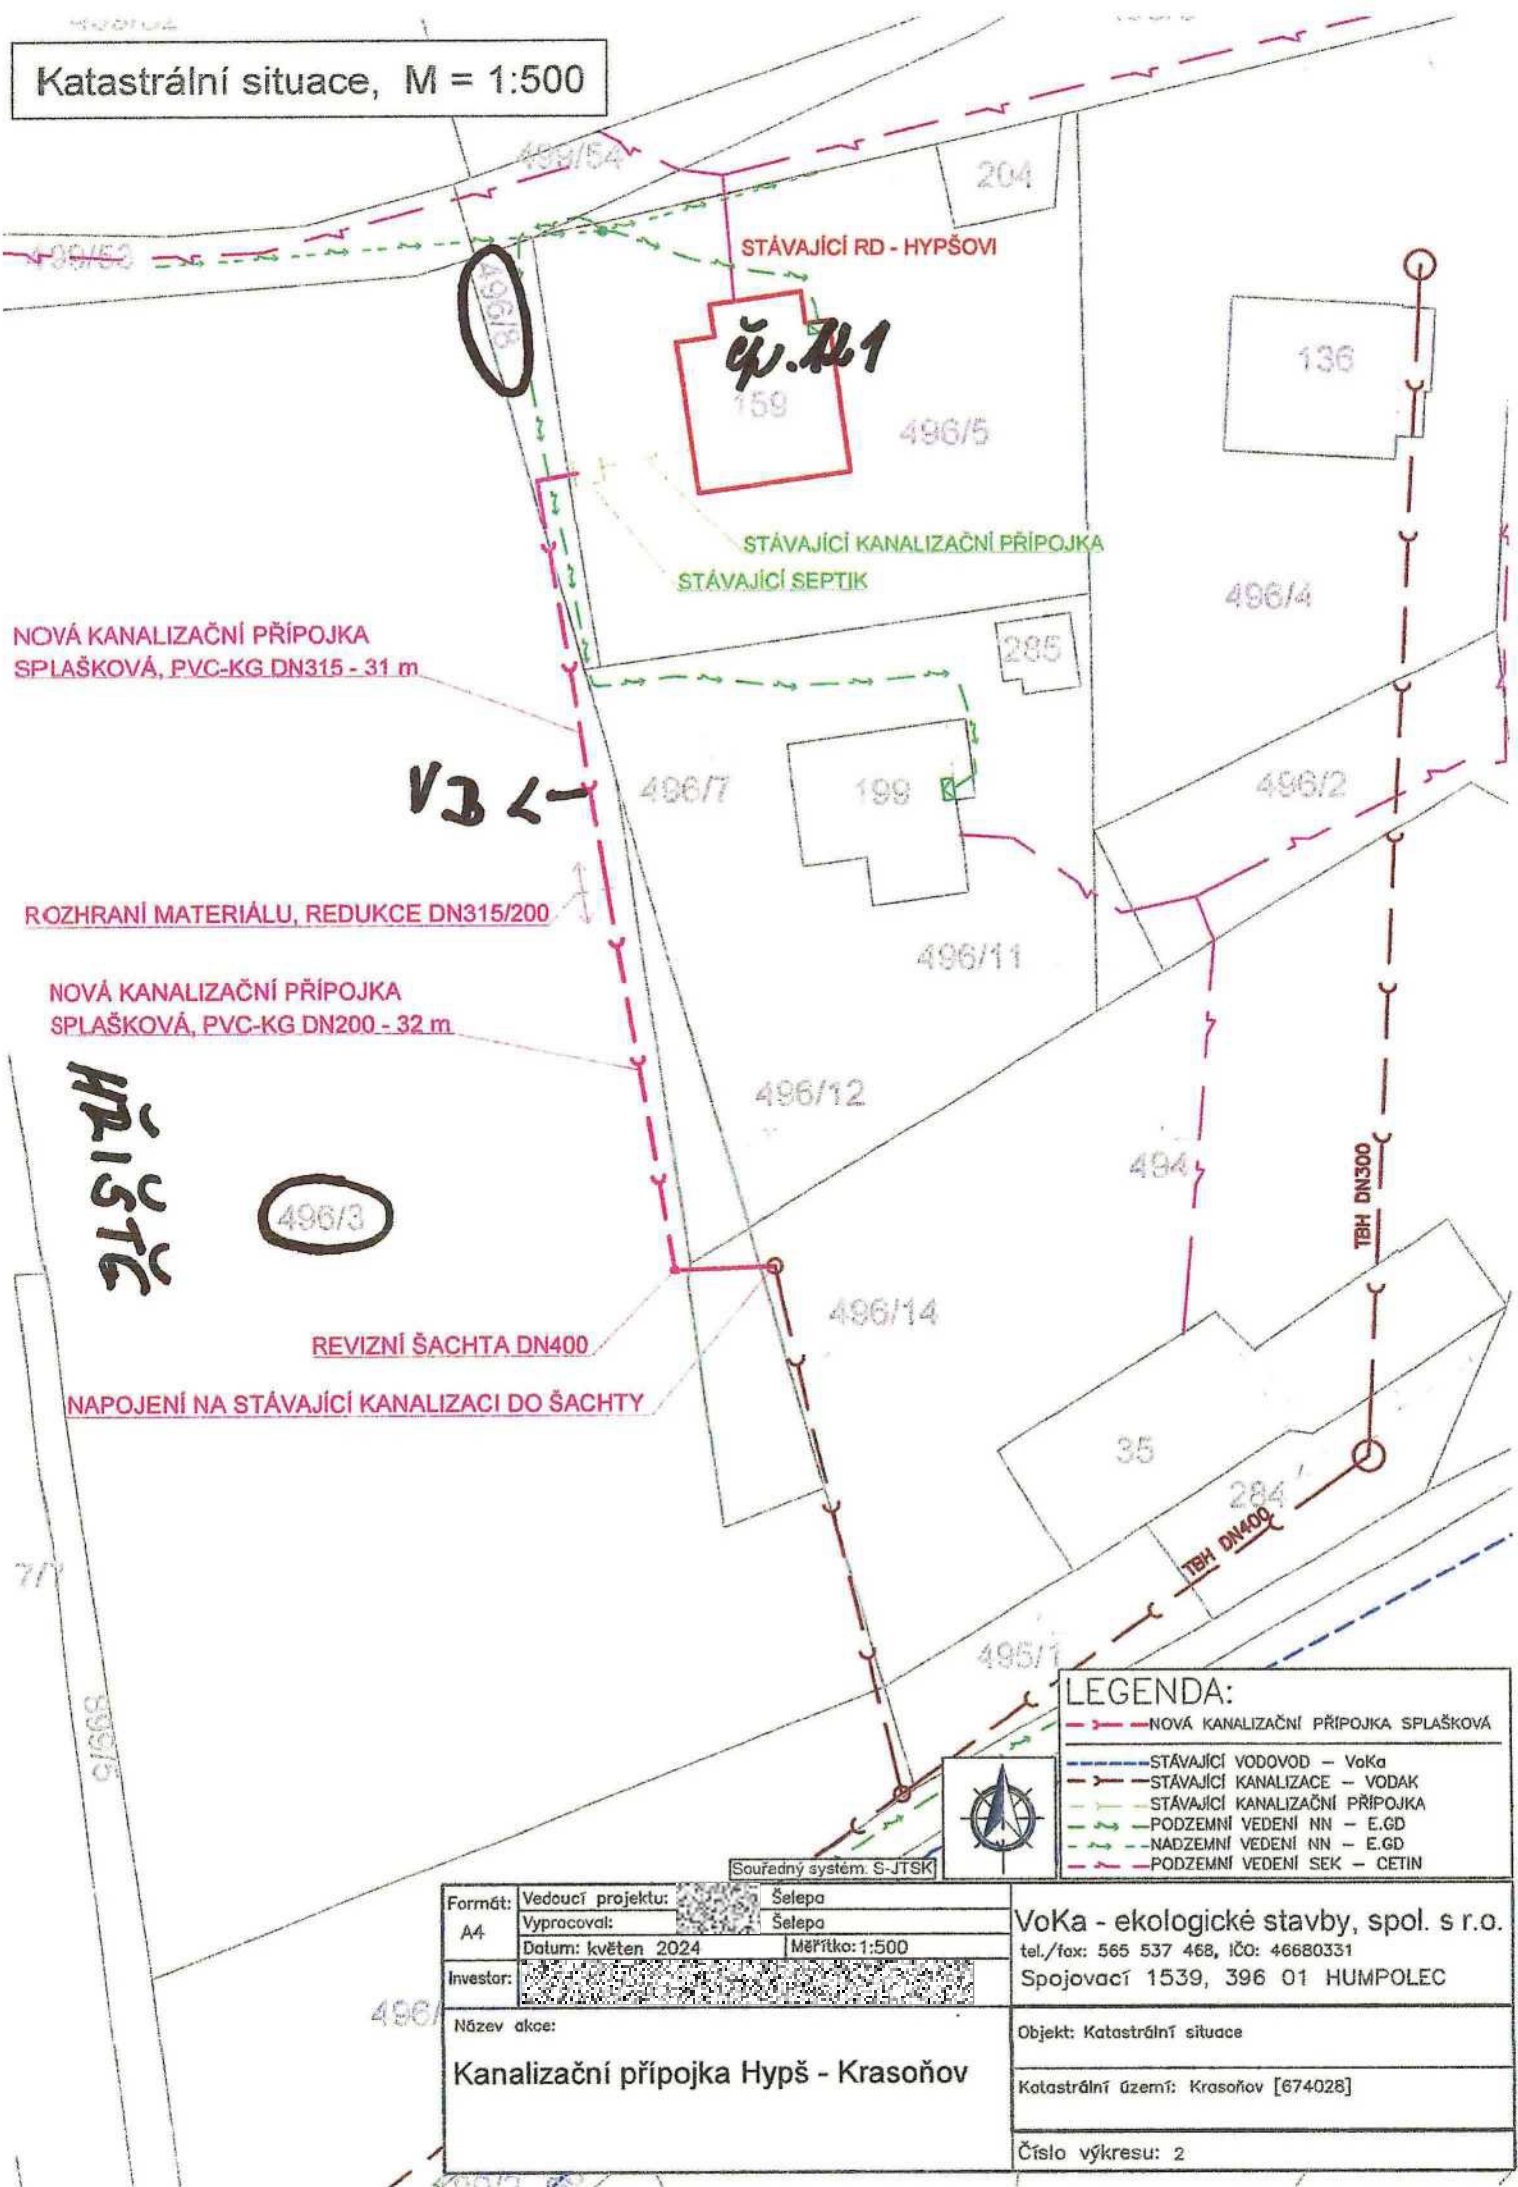 Katastrální situace, M = 1:500
499/54
204
499/53
STÁVAJÍCÍ RD - HYPŠOVI
496/8
čp.
136
159
496/5
STÁVAJÍCÍ KANALIZAČNÍ PŘÍPOJKA
STÁVAJÍCÍ SEPTIK
496/4
NOVÁ KANALIZAČNÍ PŘÍPOJKA
SPLAŠKOVÁ, PVC-KG DN315 - 31 m
285
496/7
199
496/2
ROZHRANÍ MATERIÁLU, REDUKCE DN315/200
496/11
NOVÁ KANALIZAČNÍ PŘÍPOJKA
SPLAŠKOVÁ, PVC-KG DN200 - 32 m
496/12
494
TBH DN300
496/3
496/14
REVIZNÍ ŠACHTA DN400
NAPOJENÍ NA STÁVAJÍCÍ KANALIZACI DO ŠACHTY
35
284
TBH DN400
495/1
899/5
LEGENDA:
NOVÁ KANALIZAČNÍ PŘÍPOJKA SPLAŠKOVÁ
STÁVAJÍCÍ VODOVOD - VoKa
STÁVAJÍCÍ KANALIZACE - VODAK
STÁVAJÍCÍ KANALIZAČNÍ PŘÍPOJKA
PODZEMNÍ VEDENÍ NN - E.GD
NADZEMNÍ VEDENÍ NN - E.GD
PODZEMNÍ VEDENÍ SEK - CETIN
Souřadný systém: S-JTSK
Formát:
A4
Vedoucí projektu: Šelepa
Vypracoval: Šelepa
Datum: květen 2024
Měřítko: 1:500
Investor:
VoKa - ekologické stavby, spol. s r.o.
tel./fax: 565 537 468, IČO: 46680331
Spojovací 1539, 396 01 HUMPOLEC
Název akce:
Kanalizační přípojka Hypš - Krasoňov
Objekt: Katastrální situace
Katastrální území: Krasoňov [674028]
Číslo výkresu: 2